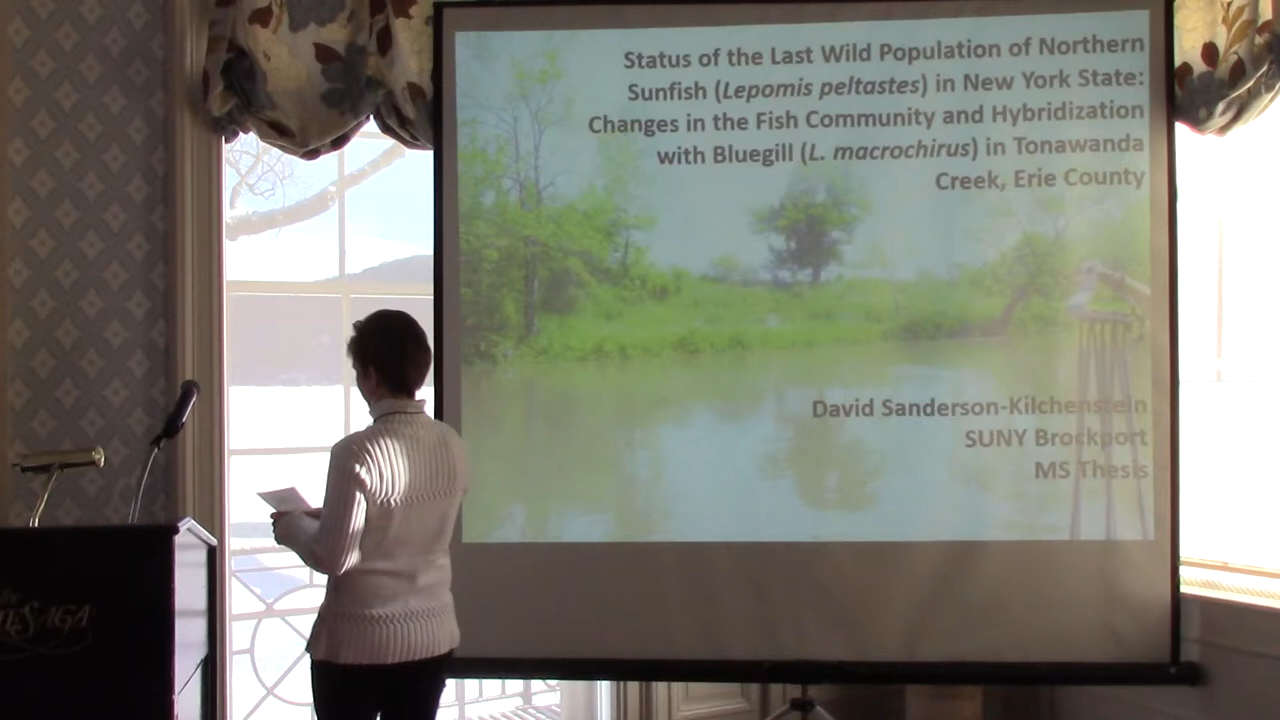 Status of the Last Wild Population of Northern
Sunfish (Lepomis peltastes) in New York State:
Changes in the Fish Community and Hybridization
with Bluegill (L. macrochirus) in Tonawanda
Creek, Erie County
David Sanderson-Kilchenstein
SUNY Brockport
MS Thesis